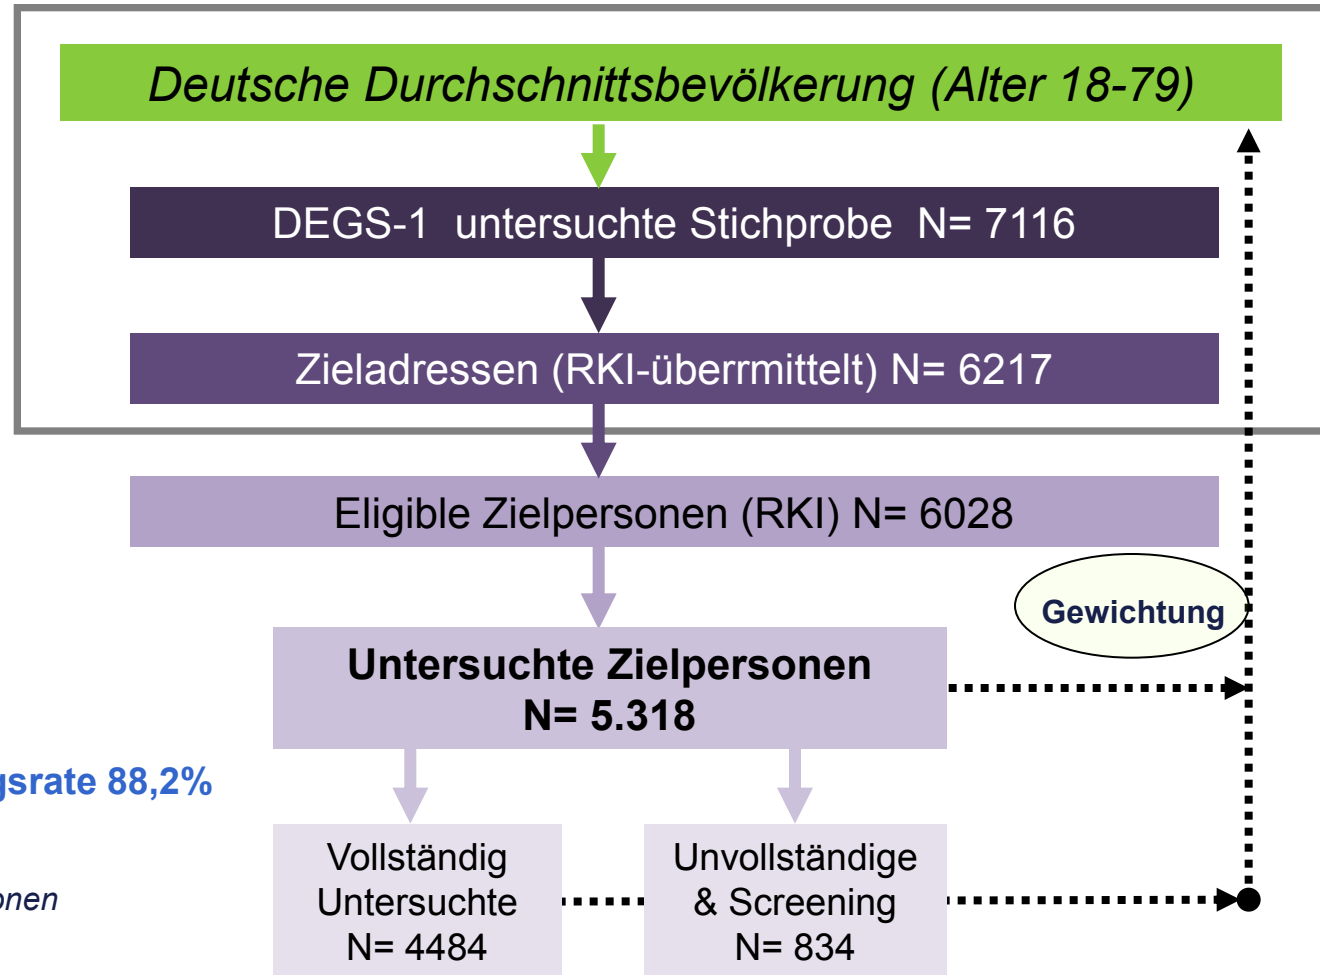 Deutsche Durchschnittsbevölkerung (Alter 18-79)
DEGS-1 untersuchte Stichprobe N= 7116
Zieladressen (RKI-überrmittelt) N= 6217
Eligible Zielpersonen (RKI) N= 6028
Gewichtung
Untersuchte Zielpersonen
N= 5.318
gsrate 88,2%
onen
Vollständig
Untersuchte
N= 4484
Unvollständige
& Screening
N= 834